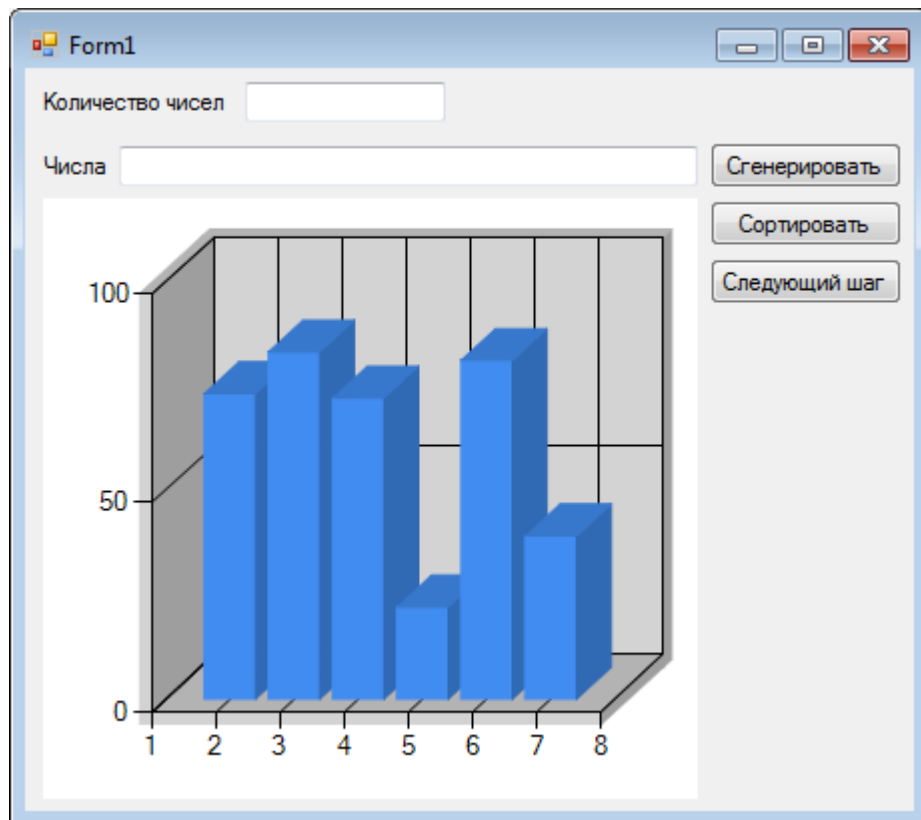 Form1
Количество чисел
Числа
Сгенерировать
Сортировать
Следующий шаг
100
50
0
1 2 3 4 5 6 7 8